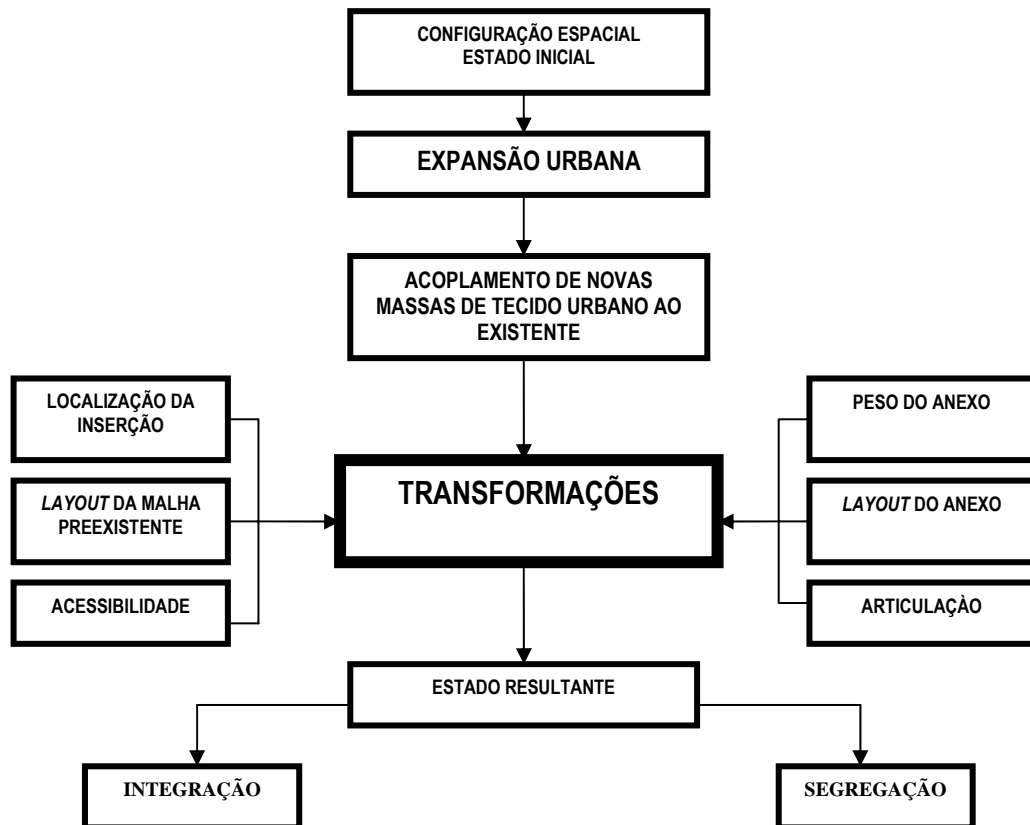 CONFIGURAÇÃO ESPACIAL
ESTADO INICIAL
EXPANSÃO URBANA
ACOPLAMENTO DE NOVAS
MASSAS DE TECIDO URBANO AO
EXISTENTE
LOCALIZAÇÃO DA
INSERÇÃO
LAYOUT DA MALHA
PREEXISTENTE
ACESSIBILIDADE
TRANSFORMAÇÕES
PESO DO ANEXO
LAYOUT DO ANEXO
ARTICULAÇÀO
ESTADO RESULTANTE
INTEGRAÇÃO
SEGREGAÇÃO